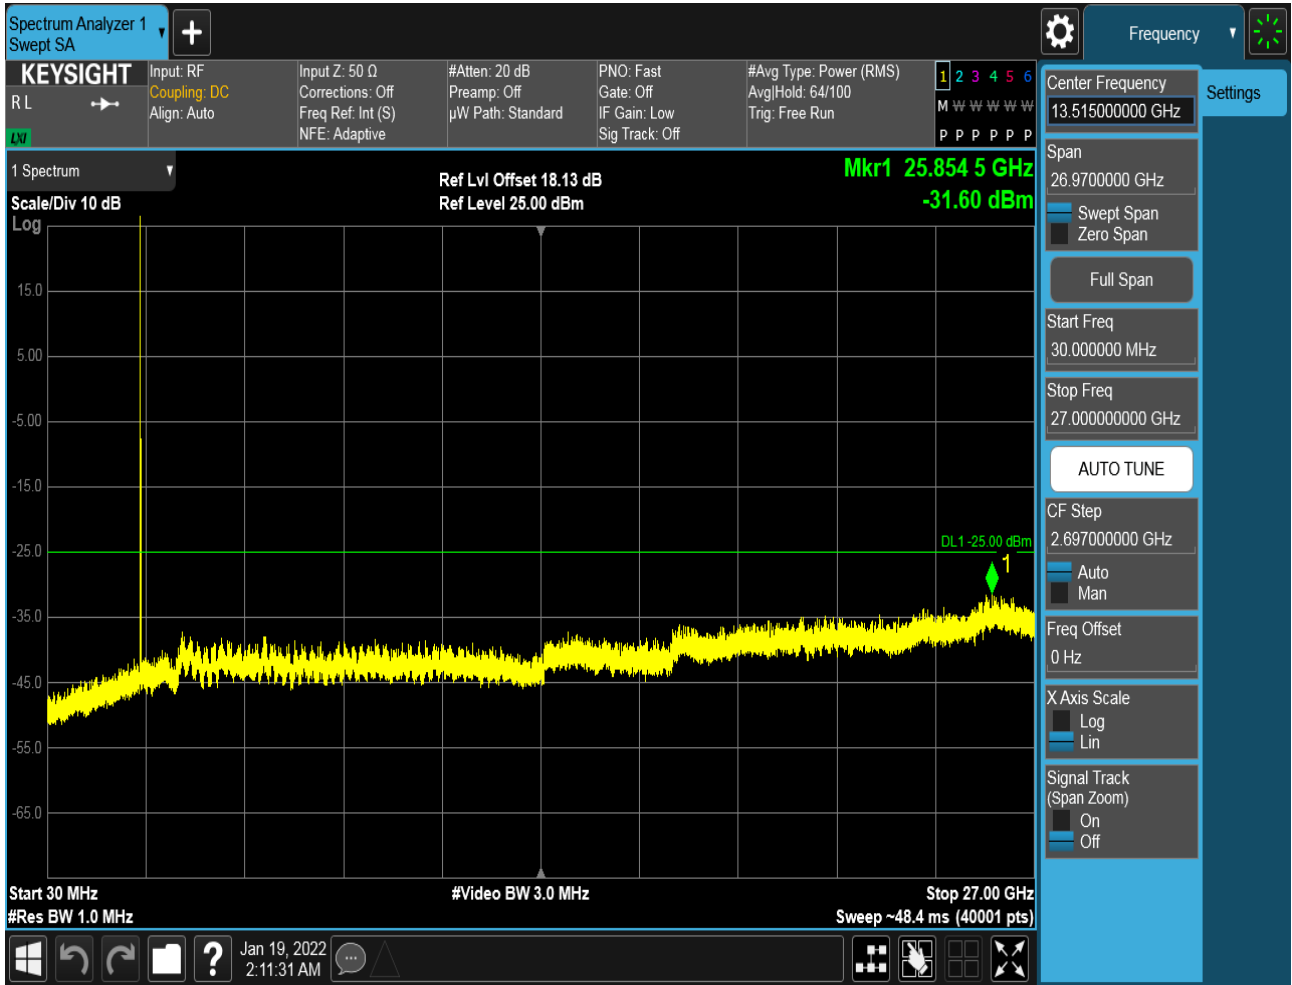 Spectrum Analyzer 1
Swept SA
Frequency
KEYSIGHT
R L
LXI
Input: RF
Coupling: DC
Align: Auto
Input Z: 50 Ω
Corrections: Off
Freq Ref: Int (S)
NFE: Adaptive
#Atten: 20 dB
Preamp: Off
µW Path: Standard
PNO: Fast
Gate: Off
IF Gain: Low
Sig Track: Off
#Avg Type: Power (RMS)
Avg|Hold: 64/100
Trig: Free Run
1 2 3 4 5 6
M W W W W W
P P P P P P
1 Spectrum
Scale/Div 10 dB
Log
Ref Lvl Offset 18.13 dB
Ref Level 25.00 dBm
Mkr1 25.854 5 GHz
-31.60 dBm
15.0
5.00
-5.00
-15.0
-25.0
-35.0
-45.0
-55.0
-65.0
DL1 -25.00 dBm
1
Start 30 MHz
#Res BW 1.0 MHz
#Video BW 3.0 MHz
Stop 27.00 GHz
Sweep ~48.4 ms (40001 pts)
Jan 19, 2022
2:11:31 AM
Center Frequency
13.515000000 GHz
Settings
Span
26.9700000 GHz
Swept Span
Zero Span
Full Span
Start Freq
30.000000 MHz
Stop Freq
27.000000000 GHz
AUTO TUNE
CF Step
2.697000000 GHz
Auto
Man
Freq Offset
0 Hz
X Axis Scale
Log
Lin
Signal Track
(Span Zoom)
On
Off